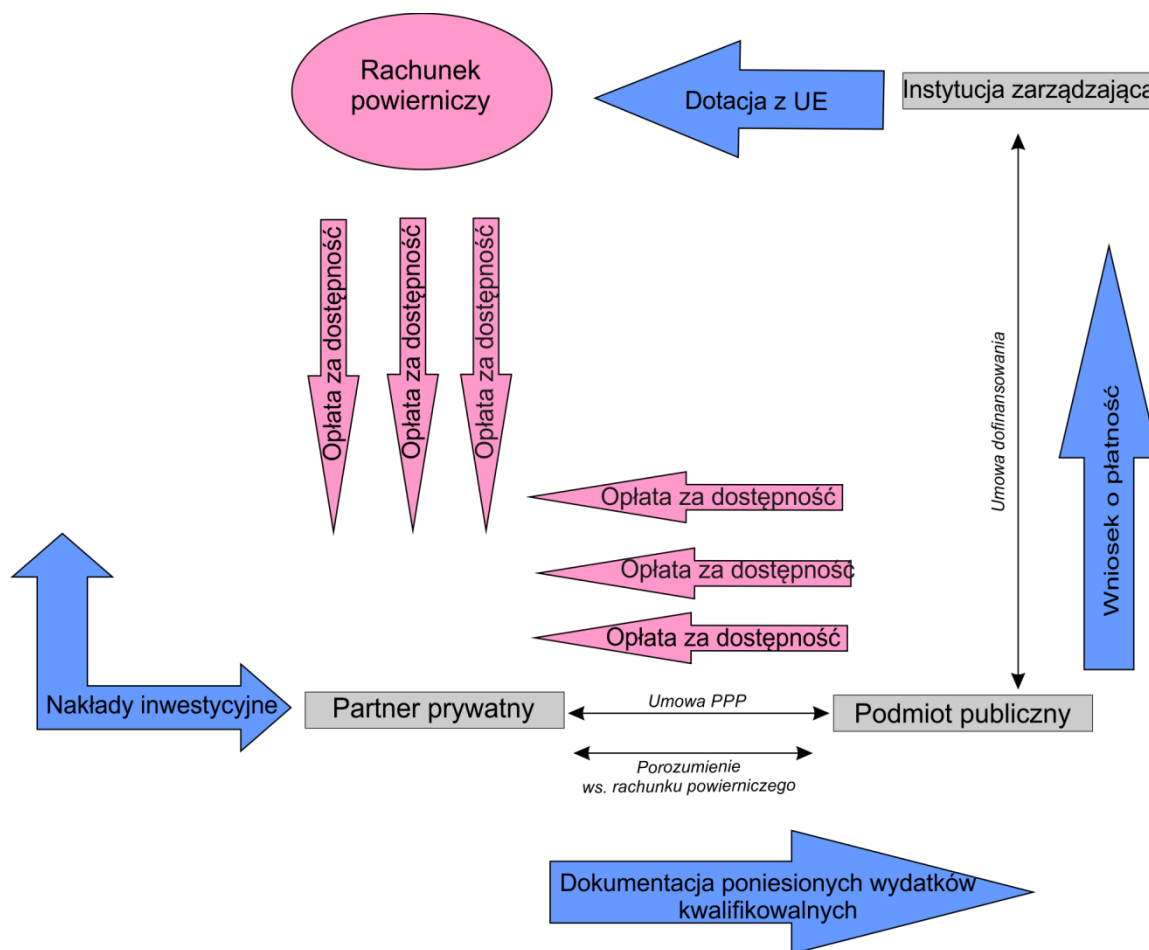 Rachunek
powierniczy
Dotacja z UE
Instytucja zarządzająca
Opłata za dostępność
Opłata za dostępność
Opłata za dostępność
Umowa dofinansowania
Wniosek o płatność
Opłata za dostępność
Opłata za dostępność
Opłata za dostępność
Nakłady inwestycyjne
Partner prywatny
Umowa PPP
Podmiot publiczny
Porozumienie
ws. rachunku powierniczego
Dokumentacja poniesionych wydatków
kwalifikowalnych